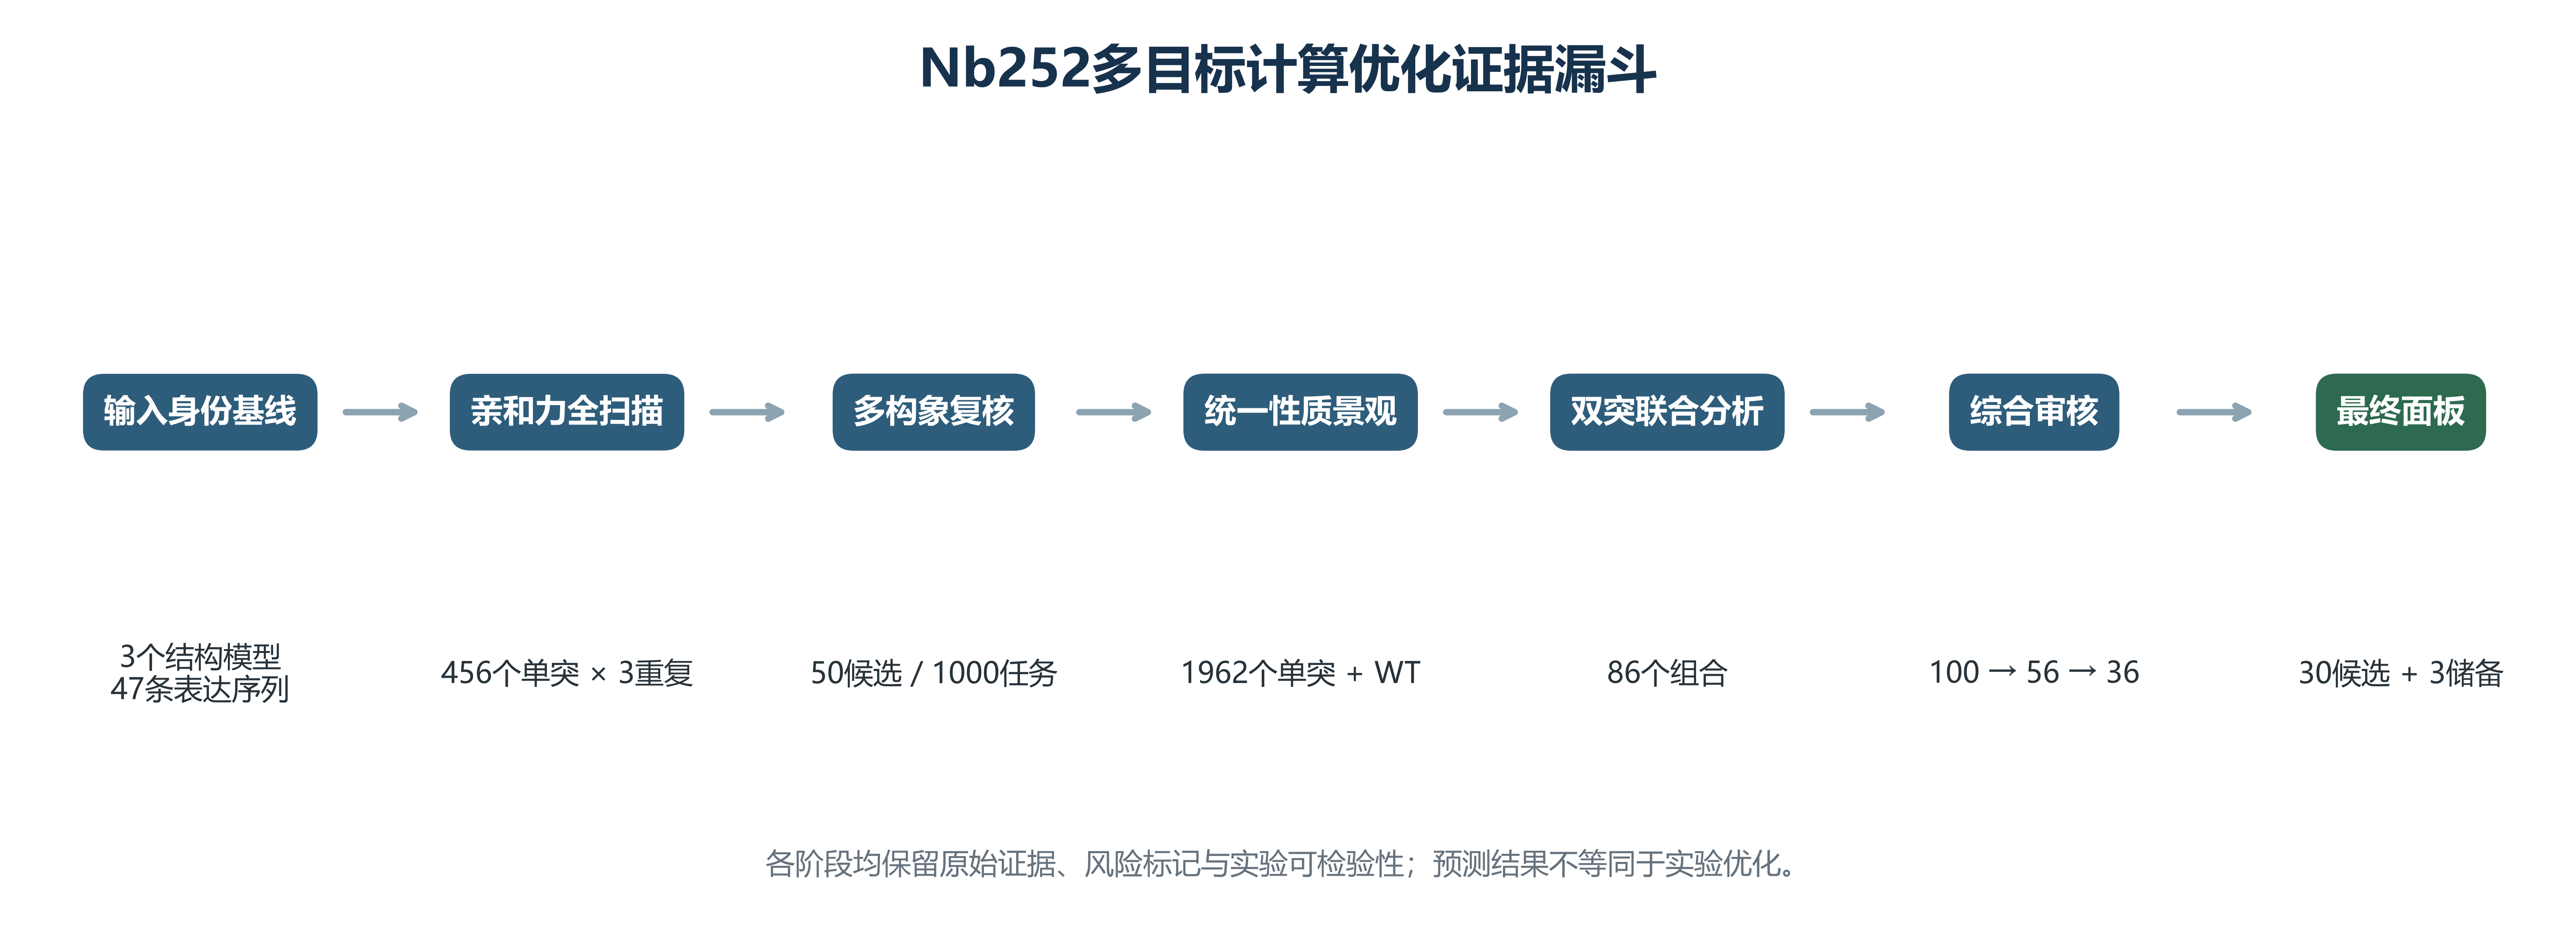 Nb252多目标计算优化证据漏斗
输入身份基线
亲和力全扫描
多构象复核
统一性质景观
双突联合分析
综合审核
最终面板
3个结构模型
47条表达序列
456个单突 × 3重复
50候选 / 1000任务
1962个单突 + WT
86个组合
100 → 56 → 36
30候选 + 3储备
各阶段均保留原始证据、风险标记与实验可检验性；预测结果不等同于实验优化。